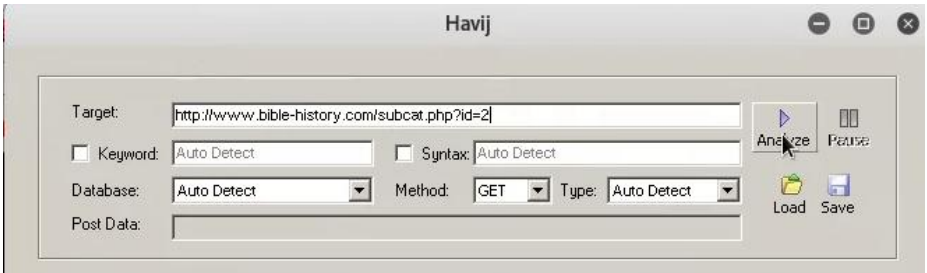 Havij
Target: http://www.bible-history.com/subcat.php?id=2
Analyze Pause
Keyword: Auto Detect Syntax: Auto Detect
Database: Auto Detect Method: GET Type: Auto Detect
Load Save
Post Data: